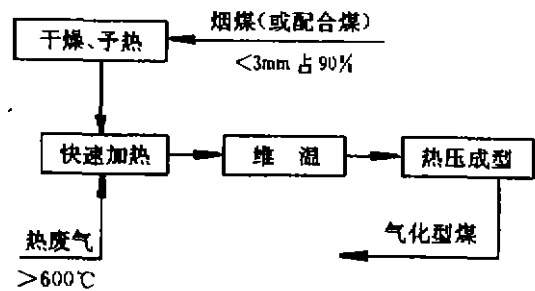 烟煤(或配合煤)
干燥、予热
<3mm 占 90%
快速加热
维 温
热压成型
热废气
>600℃
气化型煤